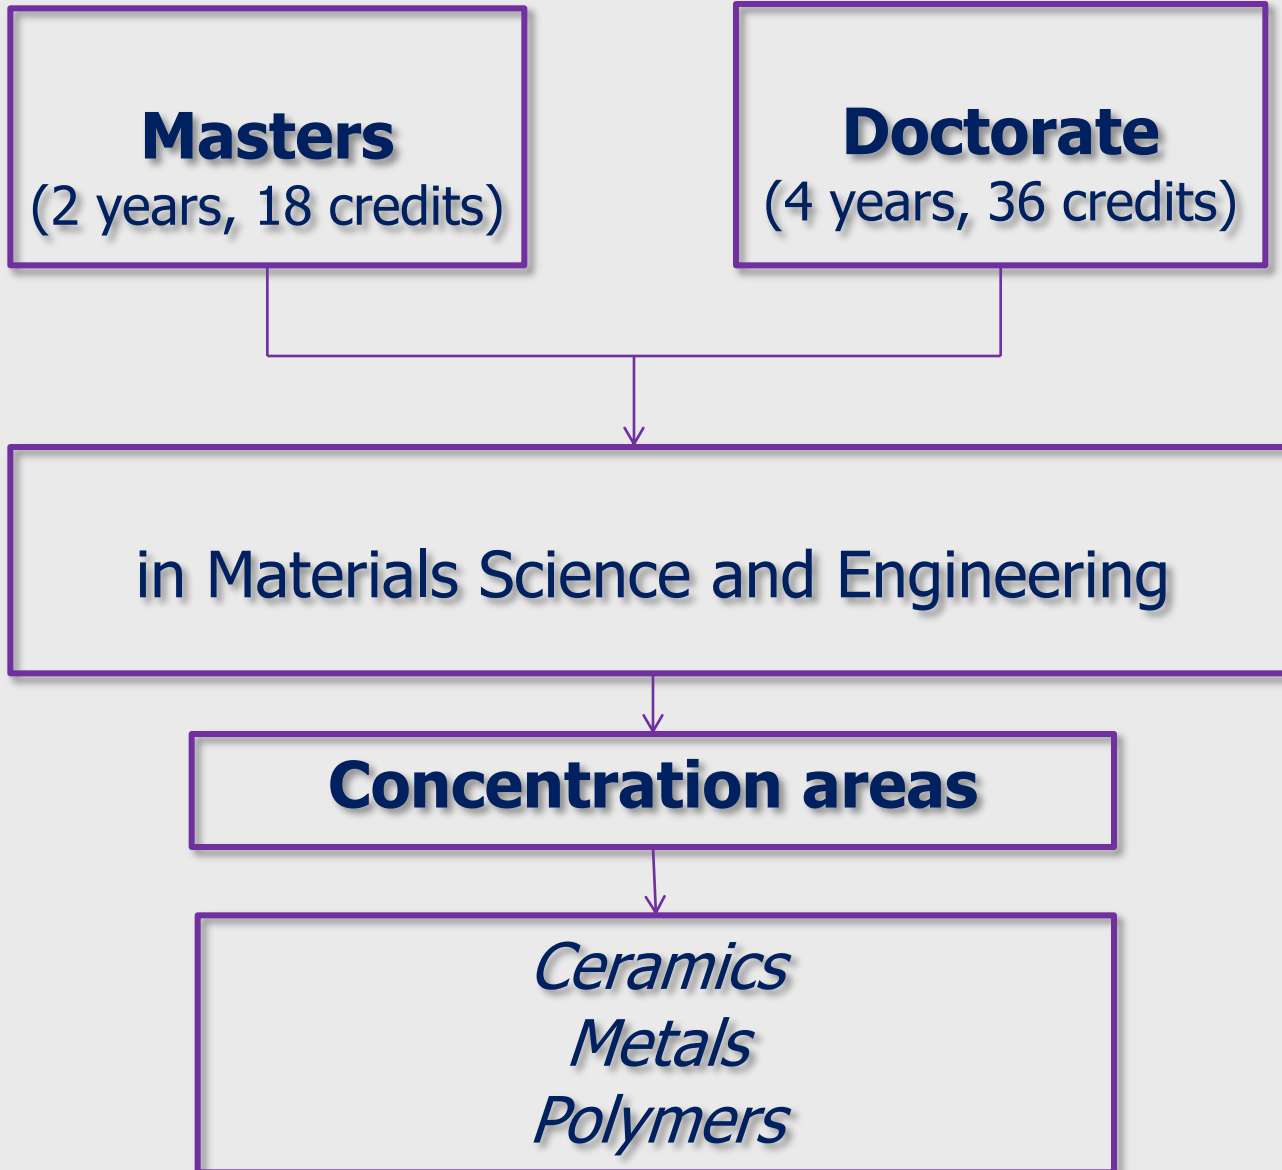 Masters
(2 years, 18 credits)
Doctorate
(4 years, 36 credits)
in Materials Science and Engineering
Concentration areas
Ceramics
Metals
Polymers